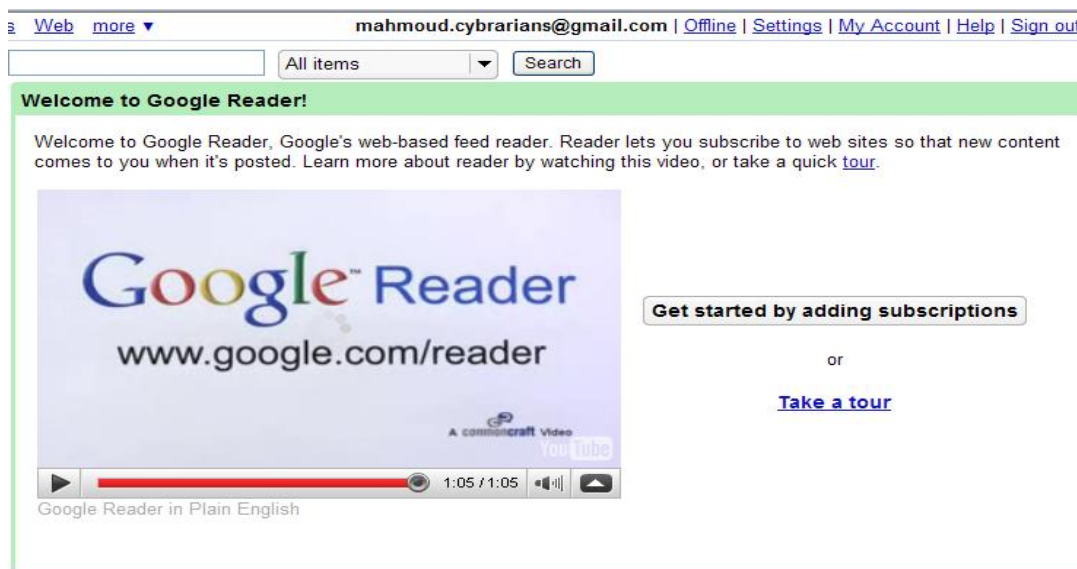 s Web more ▼ mahmoud.cybrarians@gmail.com | Offline | Settings | My Account | Help | Sign out
All items Search
Welcome to Google Reader!
Welcome to Google Reader, Google's web-based feed reader. Reader lets you subscribe to web sites so that new content
comes to you when it's posted. Learn more about reader by watching this video, or take a quick tour.
Google™ Reader
www.google.com/reader
A commoncraft Video
YouTube
1:05 / 1:05
Google Reader in Plain English
Get started by adding subscriptions
or
Take a tour